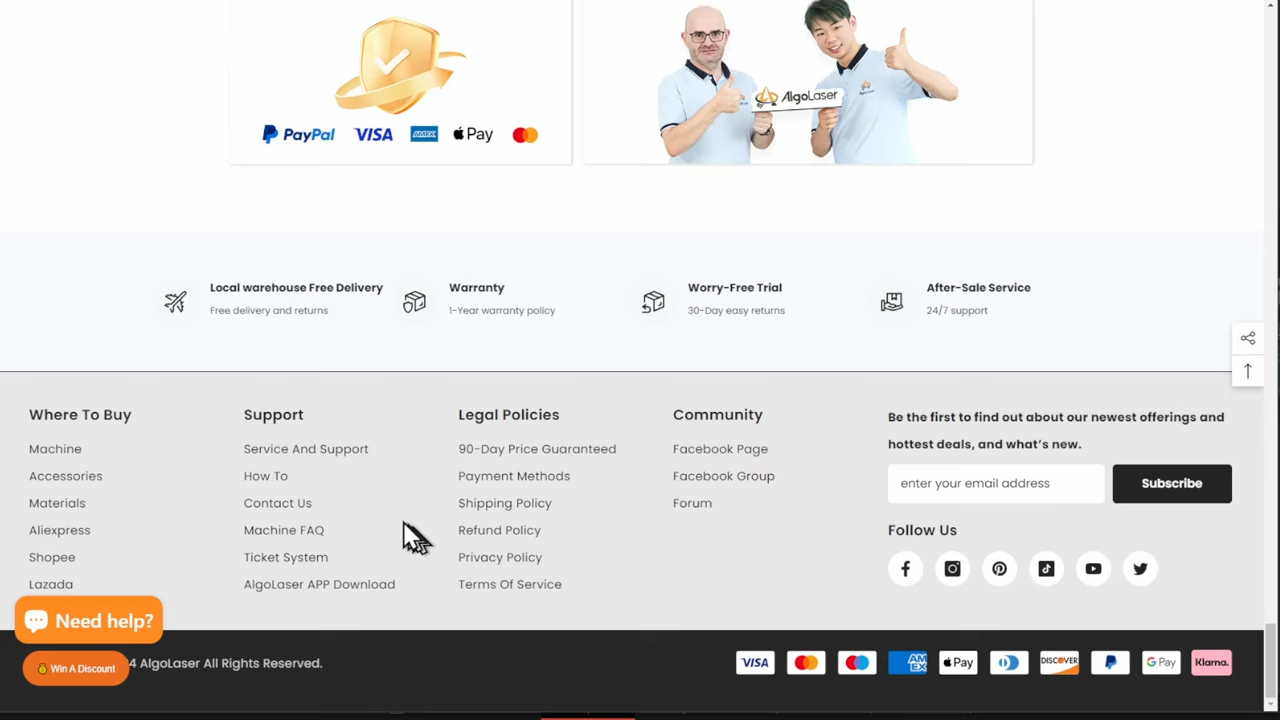 PayPal VISA AMEX Pay
AlgoLaser
Local warehouse Free Delivery
Free delivery and returns
Warranty
1-Year warranty policy
Worry-Free Trial
30-Day easy returns
After-Sale Service
24/7 support
Where To Buy
Machine
Accessories
Materials
Aliexpress
Shopee
Lazada
Support
Service And Support
How To
Contact Us
Machine FAQ
Ticket System
AlgoLaser APP Download
Legal Policies
90-Day Price Guaranteed
Payment Methods
Shipping Policy
Refund Policy
Privacy Policy
Terms Of Service
Community
Facebook Page
Facebook Group
Forum
Be the first to find out about our newest offerings and
hottest deals, and what's new.
enter your email address
Subscribe
Follow Us
Need help?
Win A Discount
4 AlgoLaser All Rights Reserved.
VISA AMEX Pay DISCOVER G Pay Klarna.